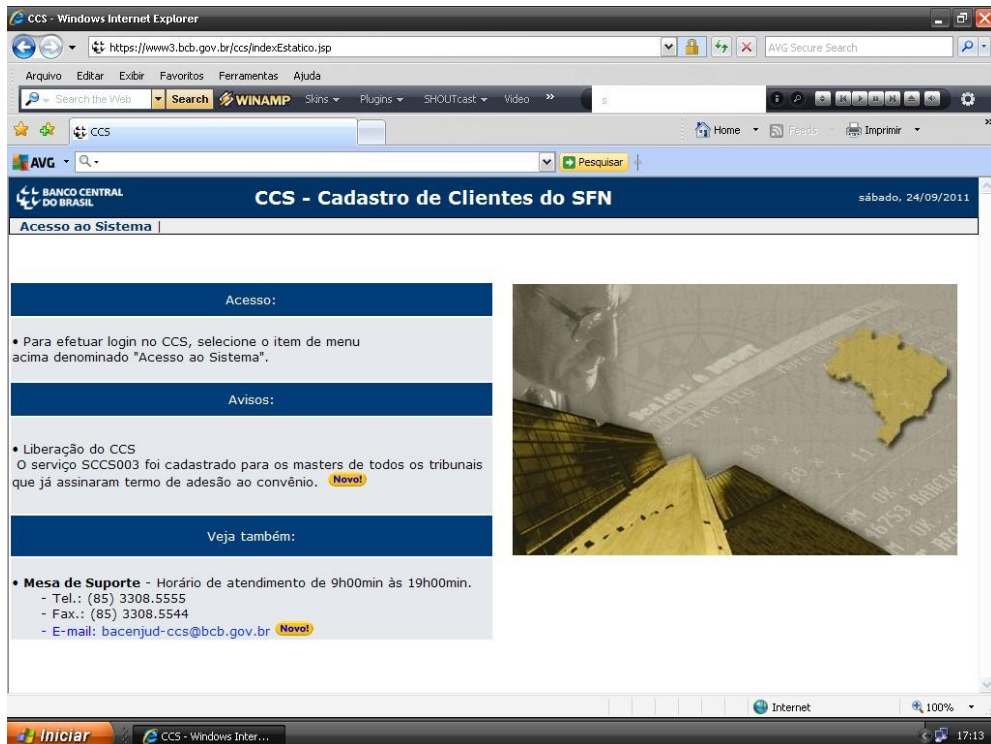 CCS - Windows Internet Explorer
https://www3.bcb.gov.br/ccs/indexEstatico.jsp
AVG Secure Search
Arquivo Editar Exibir Favoritos Ferramentas Ajuda
Search the Web Search WINAMP Skins Plugins SHOUTcast Video » s
CCS Home Feeds Imprimir »
AVG Pesquisar
BANCO CENTRAL
DO BRASIL
CCS - Cadastro de Clientes do SFN
sábado, 24/09/2011
Acesso ao Sistema |
Acesso:
• Para efetuar login no CCS, selecione o item de menu
acima denominado "Acesso ao Sistema".
Avisos:
• Liberação do CCS
O serviço SCCS003 foi cadastrado para os masters de todos os tribunais
que já assinaram termo de adesão ao convênio. Novo!
Veja também:
• Mesa de Suporte - Horário de atendimento de 9h00min às 19h00min.
- Tel.: (85) 3308.5555
- Fax.: (85) 3308.5544
- E-mail: bacenjud-ccs@bcb.gov.br Novo!
Internet 100%
Iniciar CCS - Windows Inter... 17:13